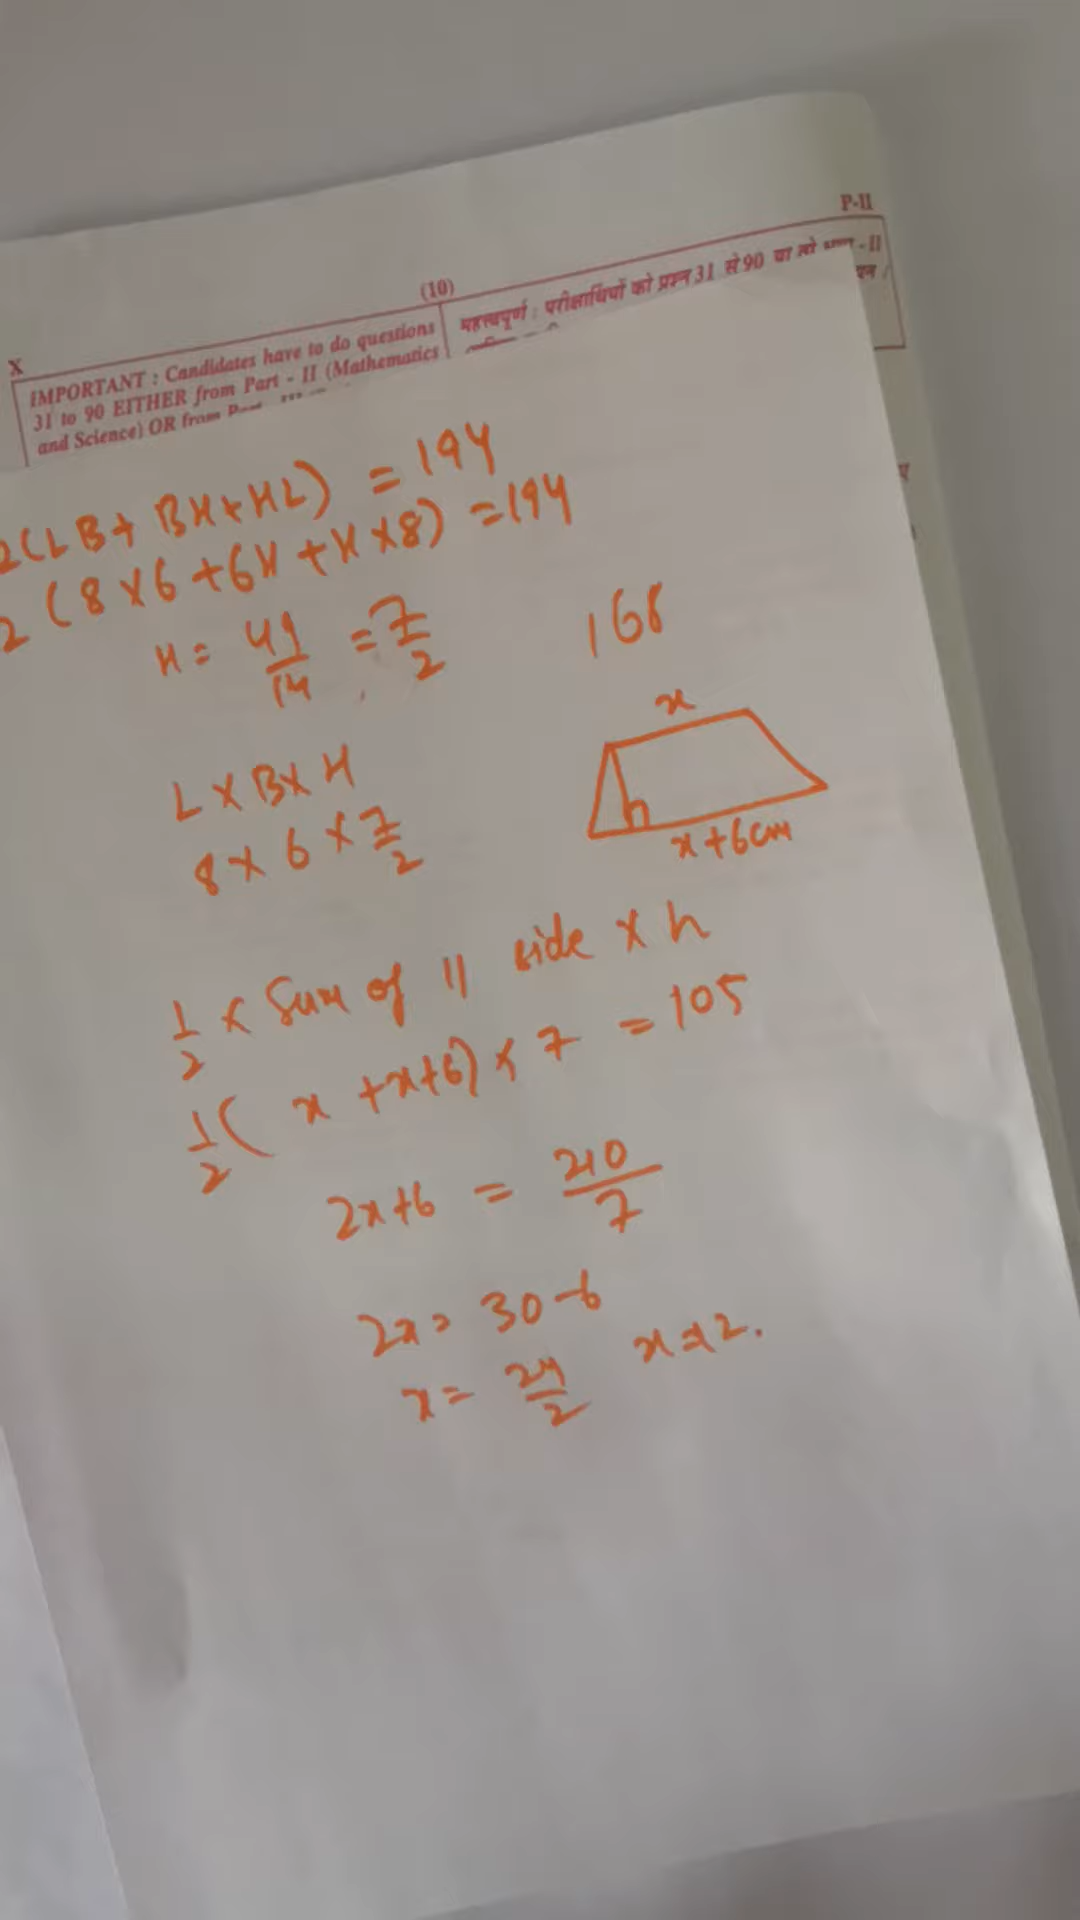 P-II
(10)
X
IMPORTANT : Candidates have to do questions
31 to 90 EITHER from Part - II (Mathematics
and Science) OR from
महत्त्वपूर्ण : परीक्षार्थियों को प्रश्न 31 से 90 या तो भाग - II
2(LB+ BH+HL) = 194
2 (8×6+6H+H×8) =194
H = 49/14 = 7/2
168
L×B×H
8×6×7/2
x
h
x+6cm
1/2 × Sum of || side × h
1/2( x +x+6)×7 =105
2x+6 = 210/7
2x= 30-6
x= 24/2 x=12.